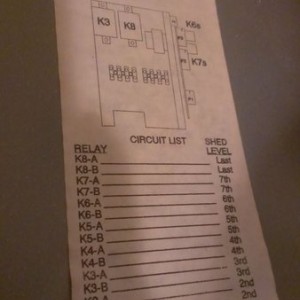 K3 K8 K6s
K7s
CIRCUIT LIST
RELAY SHED
LEVEL
K8-A Last
K8-B Last
K7-A 7th
K7-B 7th
K6-A 6th
K6-B 6th
K5-A 5th
K5-B 5th
K4-A 4th
K4-B 4th
K3-A 3rd
K3-B 3rd
2nd
2nd